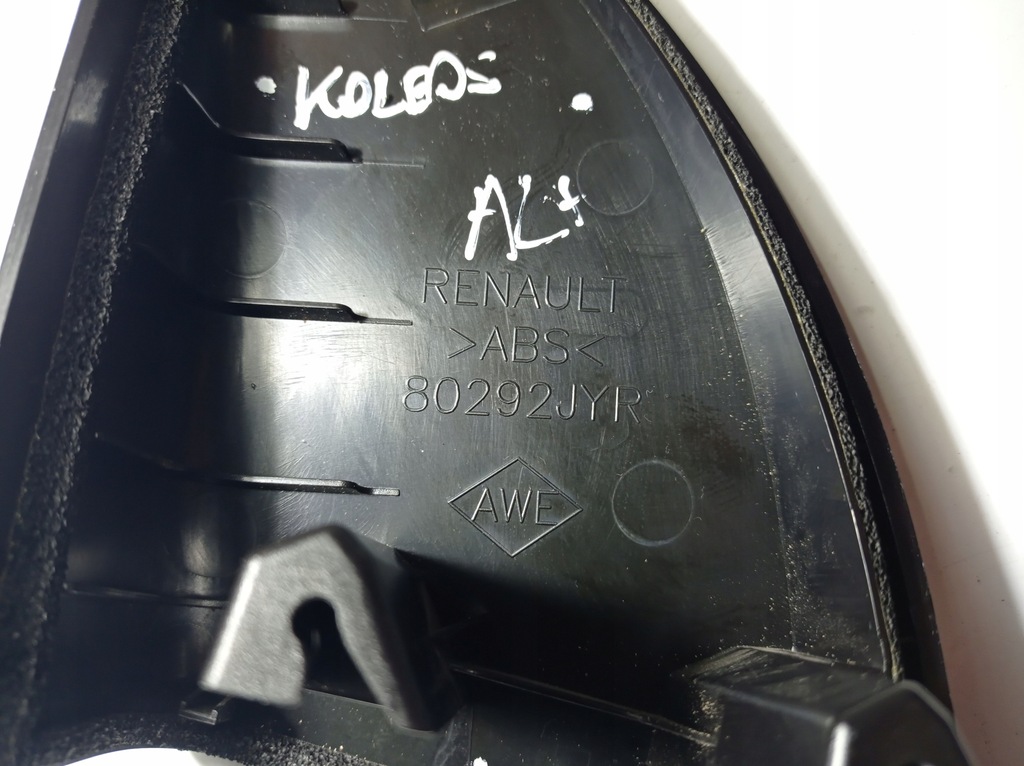 KOLEOS
AL+
RENAULT
>ABS<
80292JYR
AWE